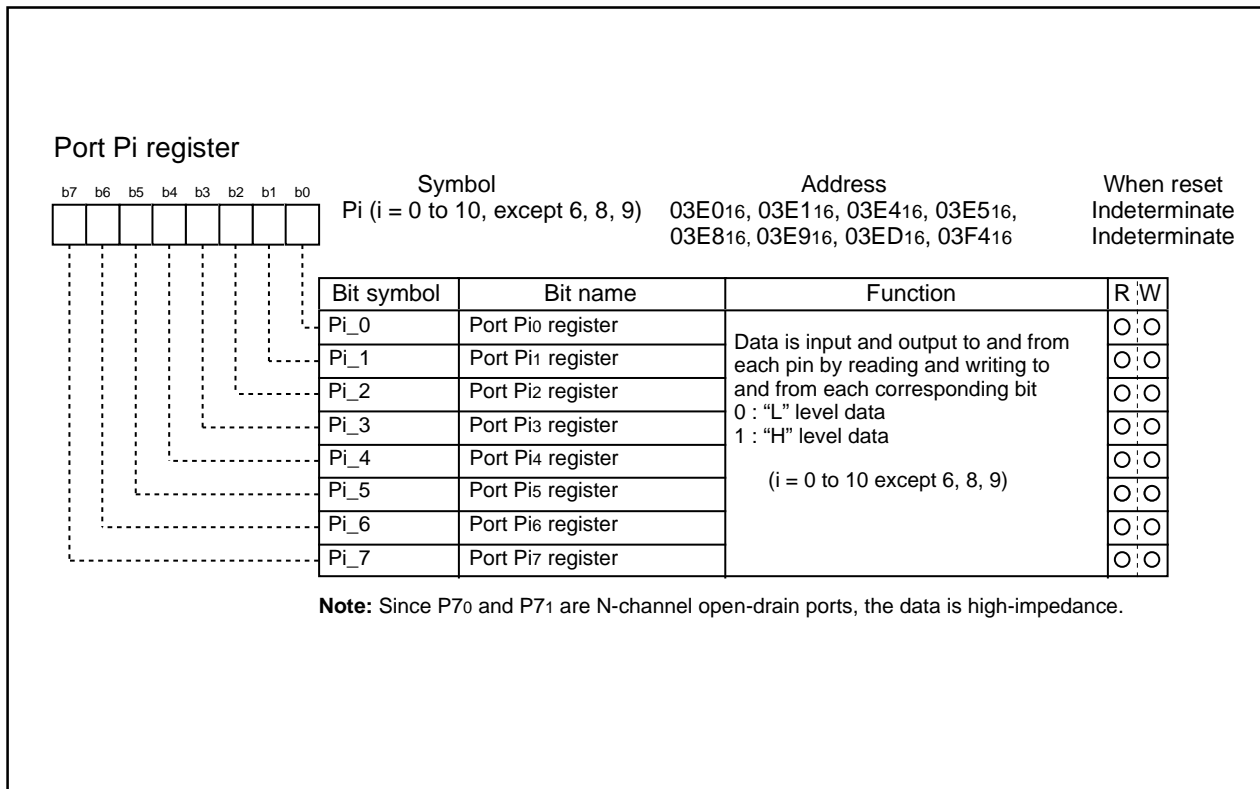 Port Pi register
b7 b6 b5 b4 b3 b2 b1 b0
Symbol Address When reset
Pi (i = 0 to 10, except 6, 8, 9) 03E016, 03E116, 03E416, 03E516, Indeterminate
03E816, 03E916, 03ED16, 03F416 Indeterminate
Bit symbol Bit name Function R W
Pi_0 Port Pi0 register
Pi_1 Port Pi1 register
Pi_2 Port Pi2 register
Pi_3 Port Pi3 register
Pi_4 Port Pi4 register
Pi_5 Port Pi5 register
Pi_6 Port Pi6 register
Pi_7 Port Pi7 register
Data is input and output to and from
each pin by reading and writing to
and from each corresponding bit
0 : “L” level data
1 : “H” level data
(i = 0 to 10 except 6, 8, 9)
Note: Since P70 and P71 are N-channel open-drain ports, the data is high-impedance.